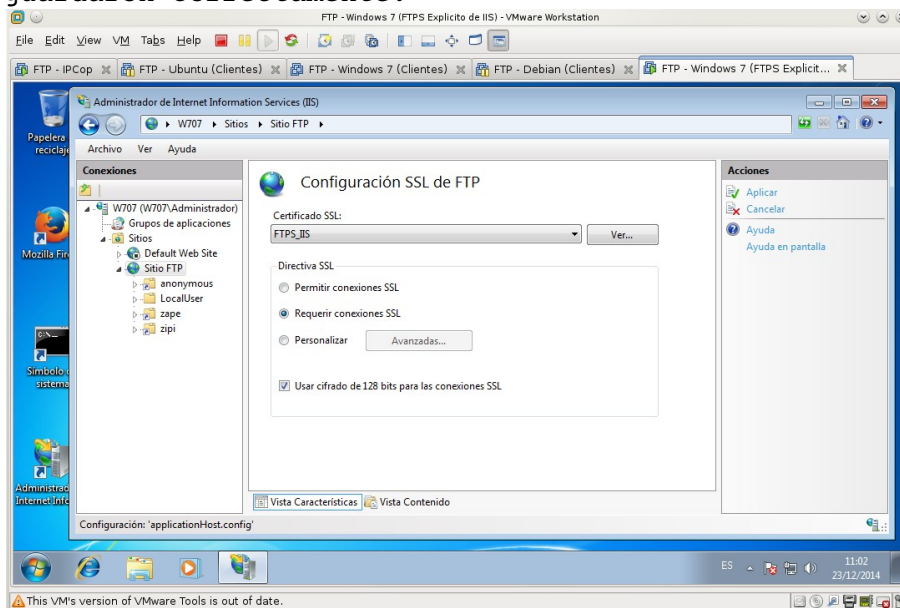 guardaron correctamente.
FTP - Windows 7 (FTPS Explicito de IIS) - VMware Workstation
File Edit View VM Tabs Help
FTP - IPCop FTP - Ubuntu (Clientes) FTP - Windows 7 (Clientes) FTP - Debian (Clientes) FTP - Windows 7 (FTPS Explicit...
Papelera
reciclaje
Mozilla Fire
Símbolo
sistema
Administrad
Internet Info
Administrador de Internet Information Services (IIS)
W707 Sitios Sitio FTP
Archivo Ver Ayuda
Conexiones
W707 (W707\Administrador)
Grupos de aplicaciones
Sitios
Default Web Site
Sitio FTP
anonymous
LocalUser
zape
zipi
Configuración SSL de FTP
Certificado SSL:
FTPS_IIS Ver...
Directiva SSL
Permitir conexiones SSL
Requerir conexiones SSL
Personalizar Avanzadas...
Usar cifrado de 128 bits para las conexiones SSL
Vista Características Vista Contenido
Acciones
Aplicar
Cancelar
Ayuda
Ayuda en pantalla
Configuración: 'applicationHost.config'
ES 11:02
23/12/2014
This VM's version of VMware Tools is out of date.